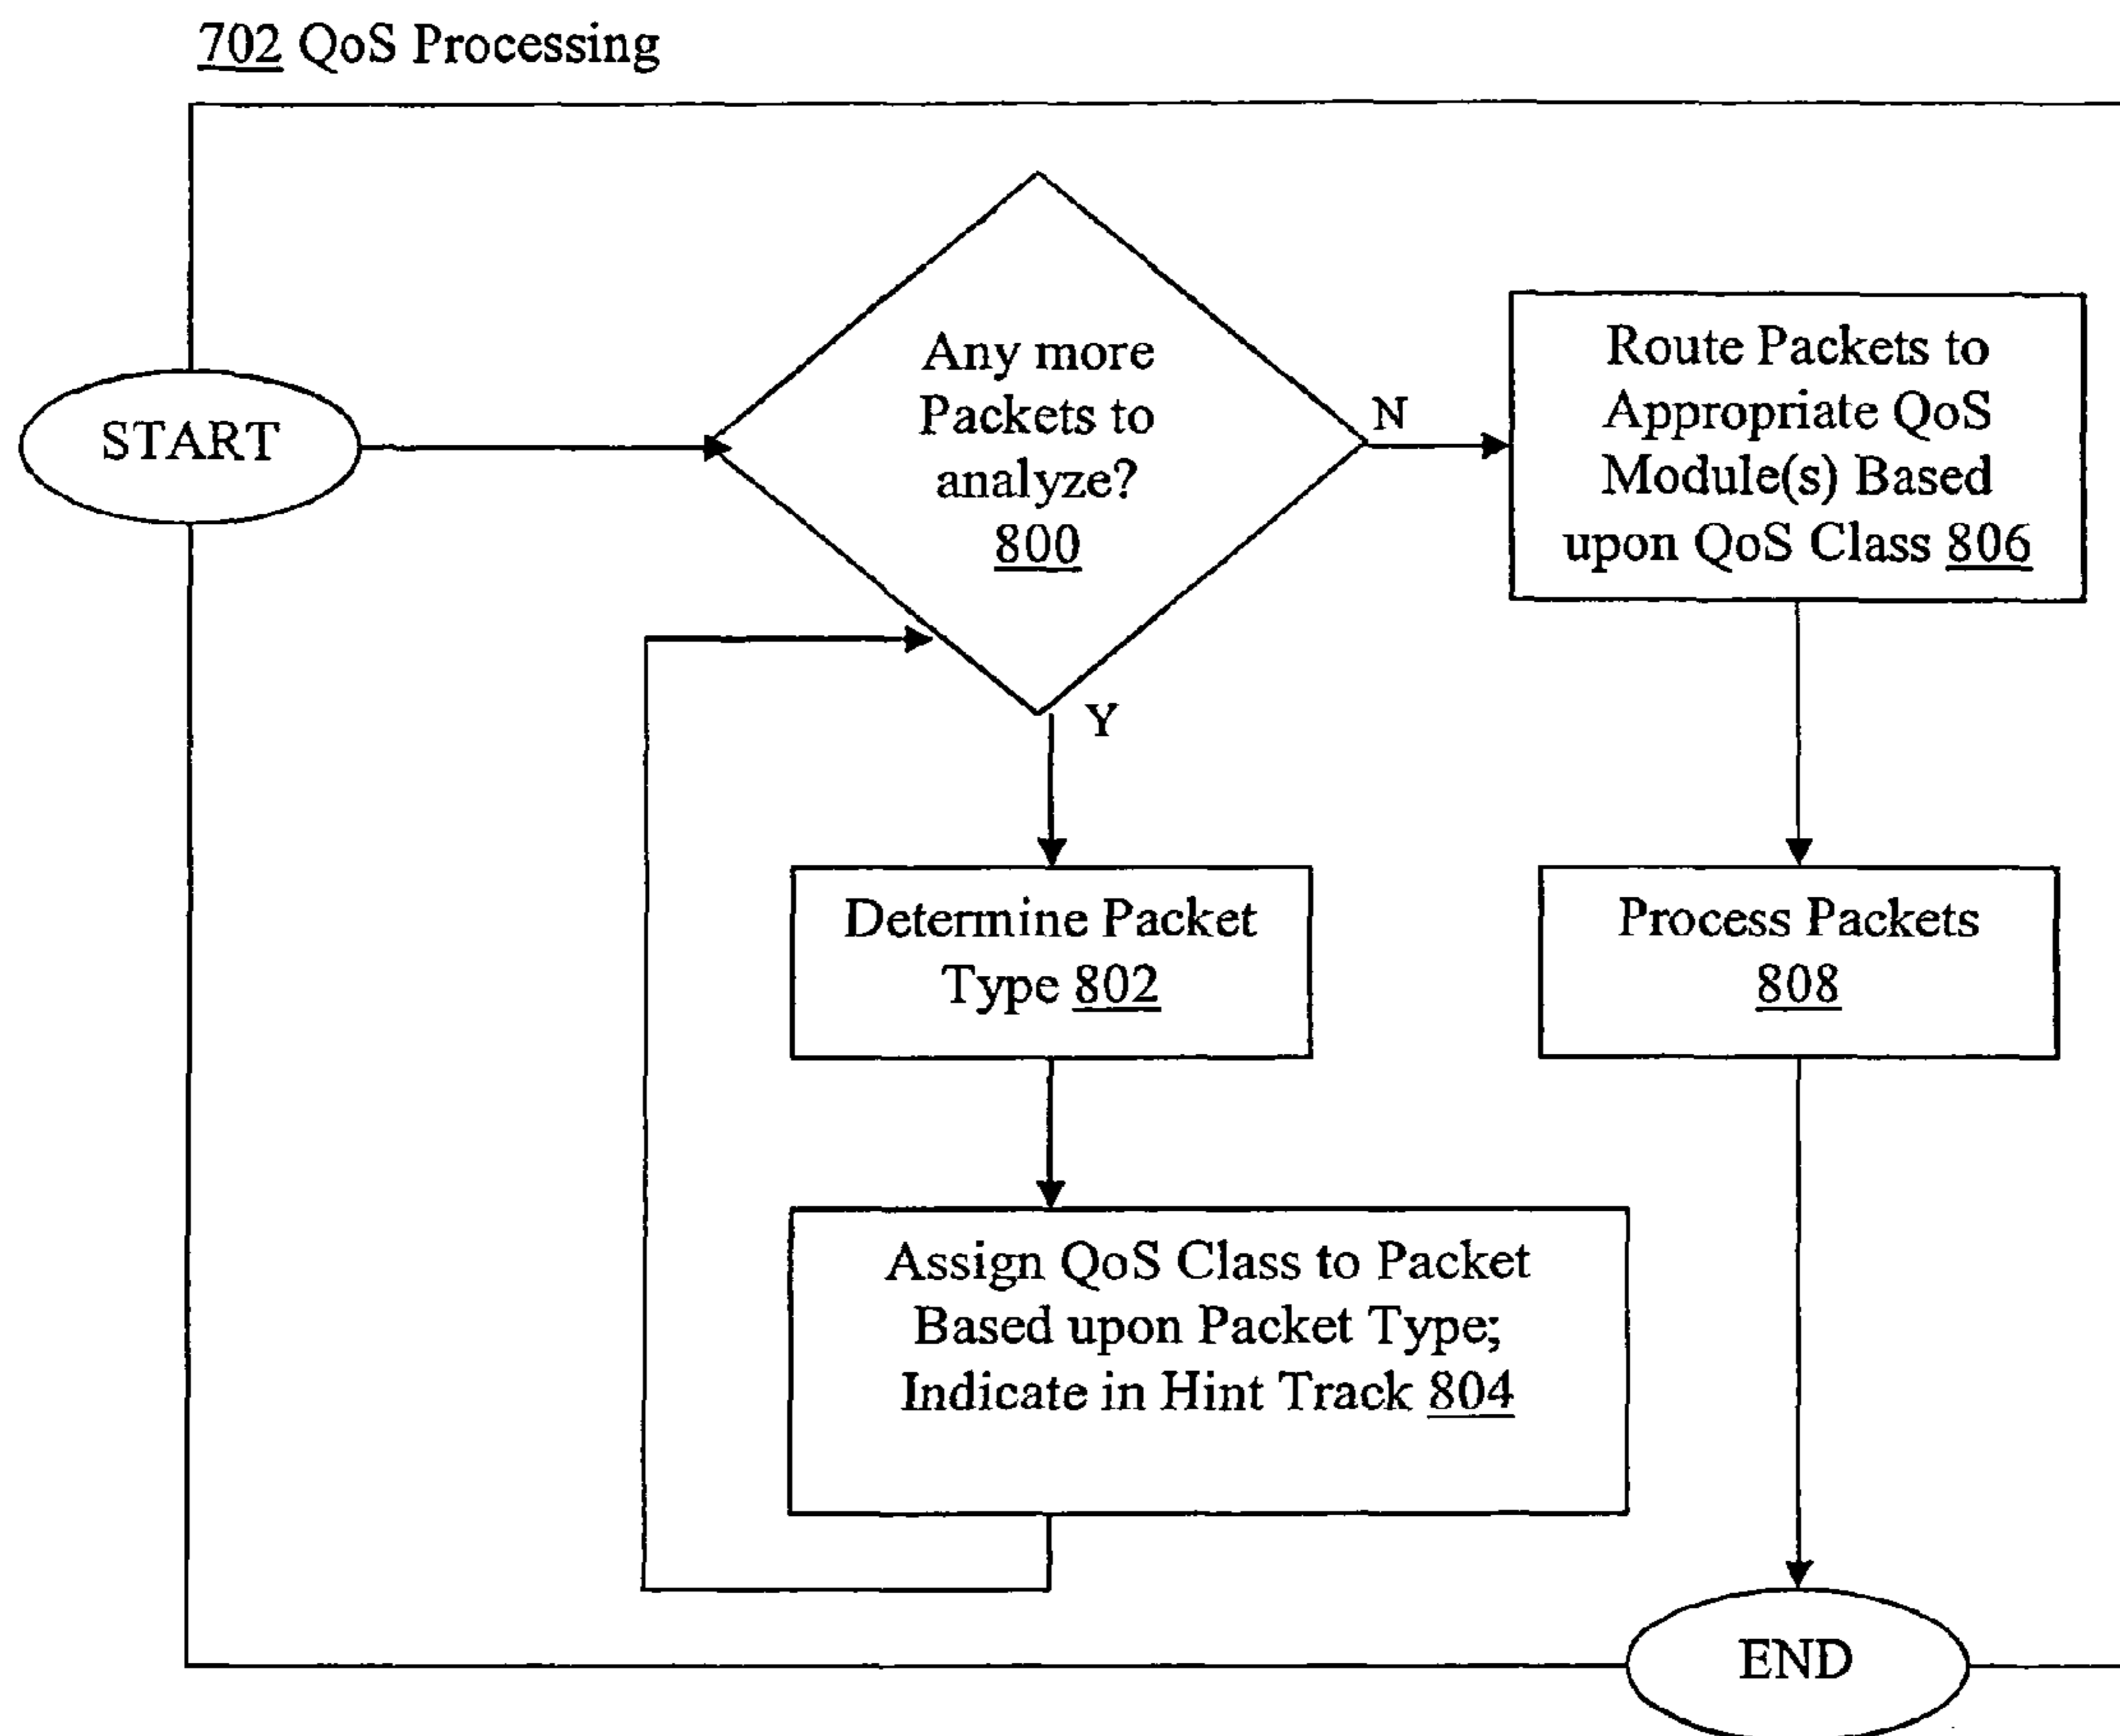 702 QoS Processing
START
Any more
Packets to
analyze?
800
N
Route Packets to
Appropriate QoS
Module(s) Based
upon QoS Class 806
Y
Determine Packet
Type 802
Process Packets
808
Assign QoS Class to Packet
Based upon Packet Type;
Indicate in Hint Track 804
END